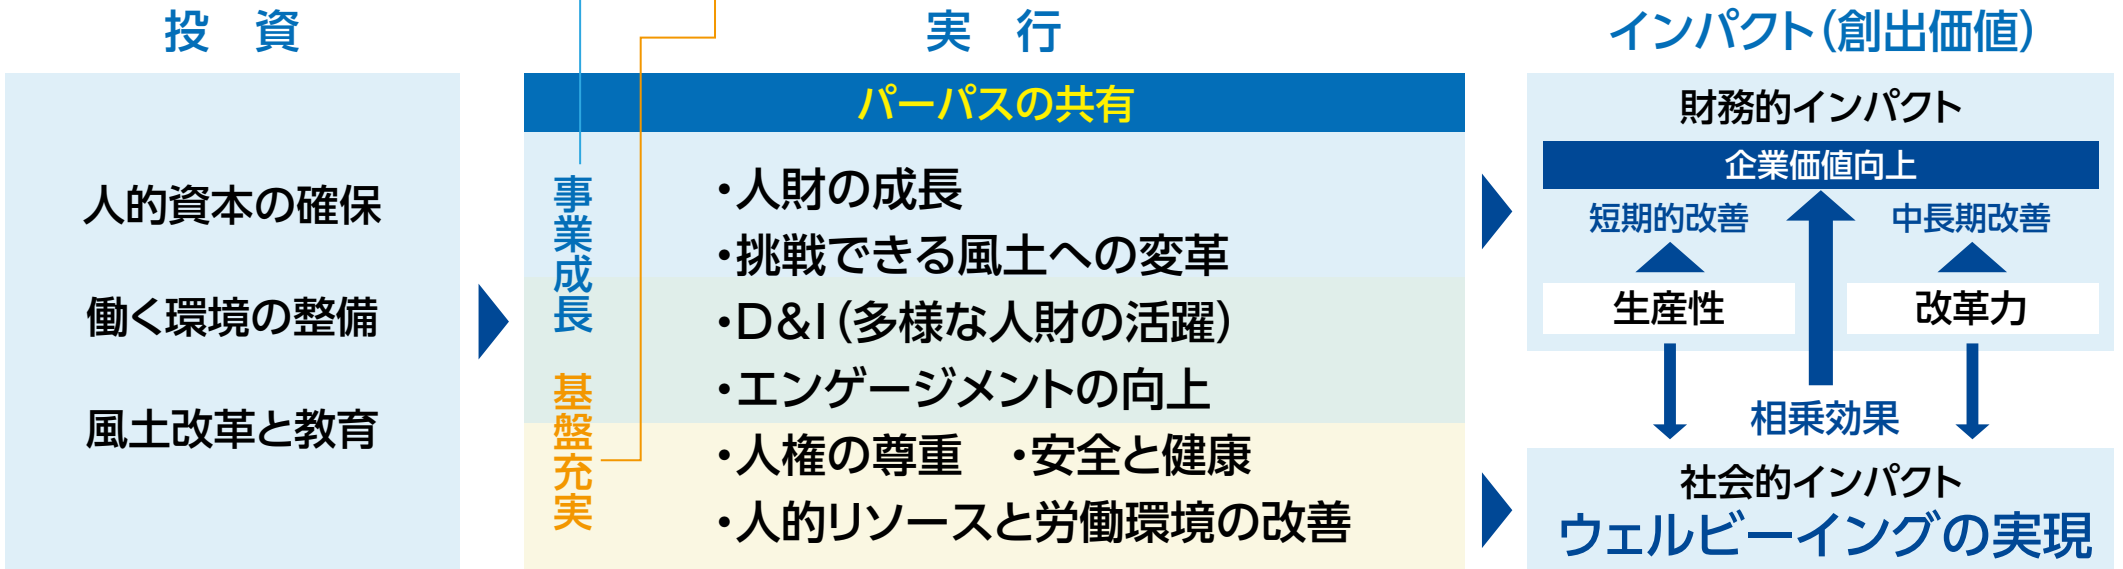 投　資
人的資本の確保
働く環境の整備
風土改革と教育
実　行
パーパスの共有
事業成長
基盤充実
・人財の成長
・挑戦できる風土への変革
・D&I（多様な人財の活躍）
・エンゲージメントの向上
・人権の尊重　・安全と健康
・人的リソースと労働環境の改善
インパクト（創出価値）
財務的インパクト
企業価値向上
短期的改善　中長期改善
生産性　改革力
相乗効果
社会的インパクト
ウェルビーイングの実現